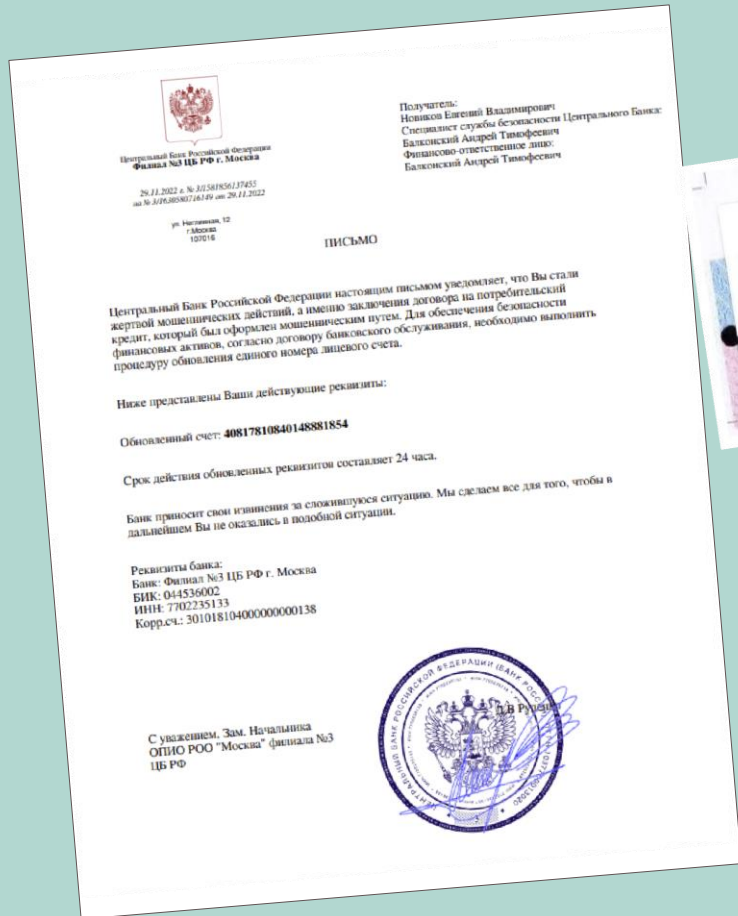 Центральный Банк Российской Федерации
Филиал №3 ЦБ РФ г. Москва
29.11.2022 г. № 3/1581856137455
на № 3/1630580716149 от 29.11.2022
ул. Неглинная, 12
г.Москва
107016
Получатель:
Новиков Евгений Владимирович
Специалист службы безопасности Центрального Банка:
Балконский Андрей Тимофеевич
Финансово-ответственное лицо:
Балконский Андрей Тимофеевич
ПИСЬМО
Центральный Банк Российской Федерации настоящим письмом уведомляет, что Вы стали
жертвой мошеннических действий, а именно заключения договора на потребительский
кредит, который был оформлен мошенническим путем. Для обеспечения безопасности
финансовых активов, согласно договору банковского обслуживания, необходимо выполнить
процедуру обновления единого номера лицевого счета.
Ниже представлены Ваши действующие реквизиты:
Обновленный счет: 40817810840148881854
Срок действия обновленных реквизитов составляет 24 часа.
Банк приносит свои извинения за сложившуюся ситуацию. Мы сделаем все для того, чтобы в
дальнейшем Вы не оказались в подобной ситуации.
Реквизиты банка:
Банк: Филиал №3 ЦБ РФ г. Москва
БИК: 044536002
ИНН: 7702235133
Корр.сч.: 301018104000000000138
С уважением, Зам. Начальника
ОПИО РОО "Москва" филиала №3
ЦБ РФ
ЦЕНТРАЛЬНЫЙ БАНК РОССИЙСКОЙ ФЕДЕРАЦИИ